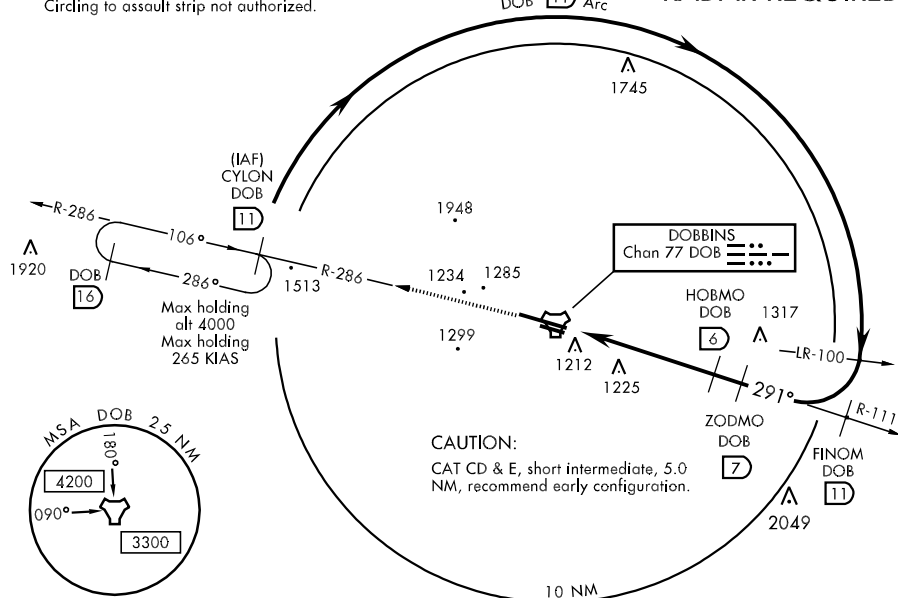 Circling to assault strip not authorized.
DOB
Arc
1745
(IAF)
CYLON
DOB
11
R-286
106°
286°
R-286
1920
DOB
16
1513
Max holding
alt 4000
Max holding
265 KIAS
1948
1234
1285
1299
DOBBINS
Chan 77 DOB
1212
1225
HOBMO
DOB
6
1317
LR-100
291°
R-111
ZODMO
DOB
7
FINOM
DOB
11
2049
CAUTION:
CAT CD & E, short intermediate, 5.0
NM, recommend early configuration.
MSA DOB 25 NM
180°
4200
090°
3300
10 NM